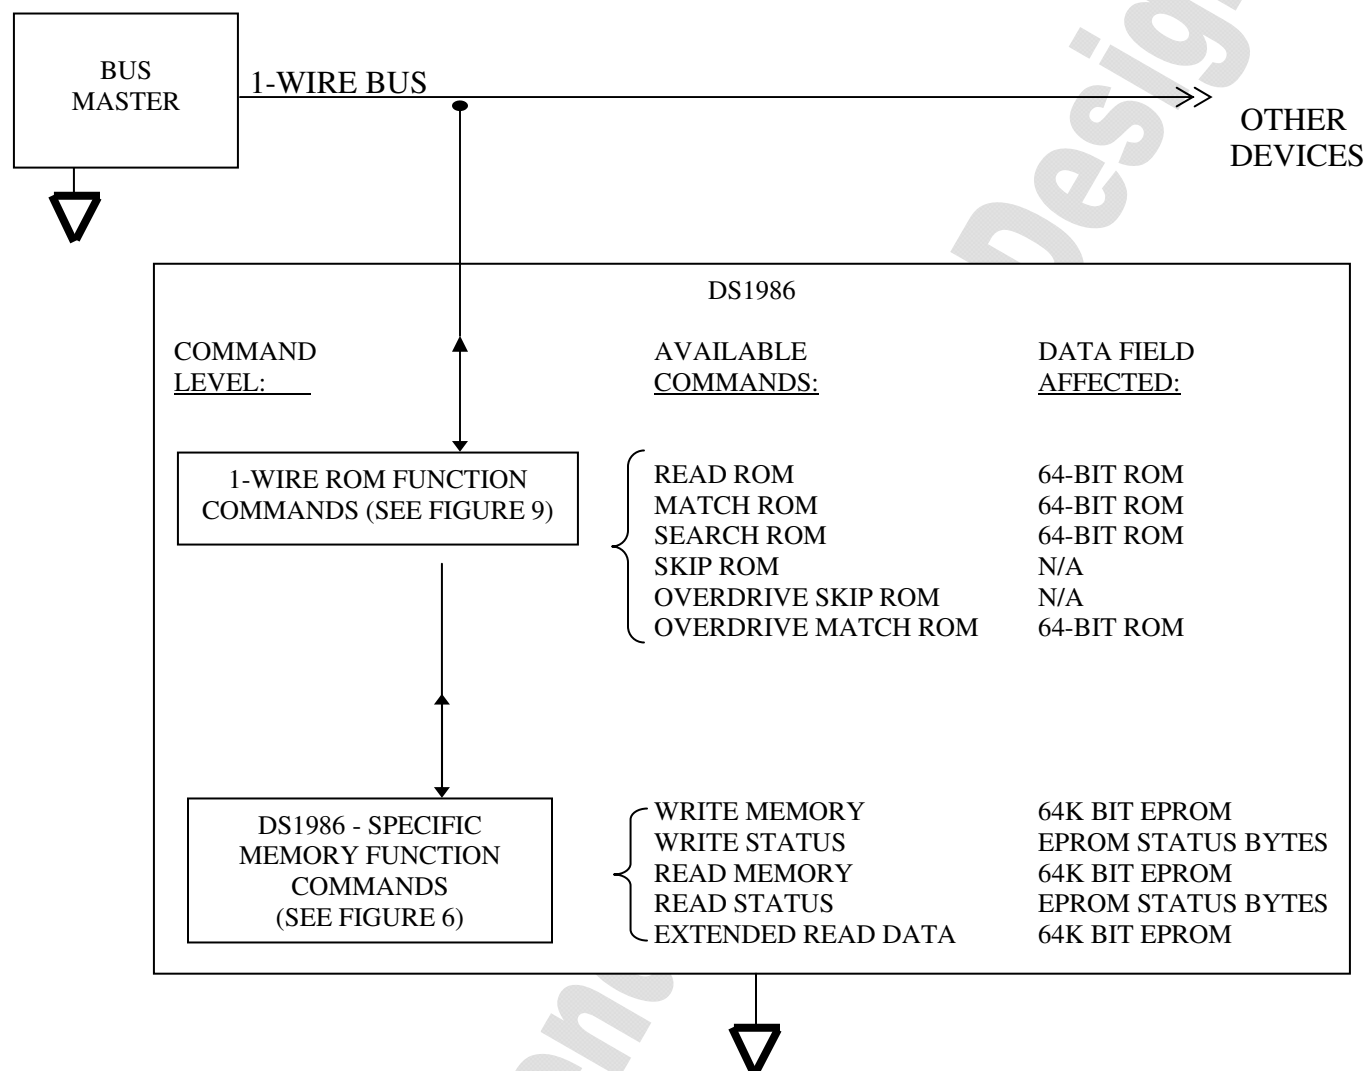 BUS
MASTER
1-WIRE BUS
OTHER
DEVICES
DS1986
COMMAND
LEVEL:
AVAILABLE
COMMANDS:
DATA FIELD
AFFECTED:
1-WIRE ROM FUNCTION
COMMANDS (SEE FIGURE 9)
READ ROM 64-BIT ROM
MATCH ROM 64-BIT ROM
SEARCH ROM 64-BIT ROM
SKIP ROM N/A
OVERDRIVE SKIP ROM N/A
OVERDRIVE MATCH ROM 64-BIT ROM
DS1986 - SPECIFIC
MEMORY FUNCTION
COMMANDS
(SEE FIGURE 6)
WRITE MEMORY 64K BIT EPROM
WRITE STATUS EPROM STATUS BYTES
READ MEMORY 64K BIT EPROM
READ STATUS EPROM STATUS BYTES
EXTENDED READ DATA 64K BIT EPROM